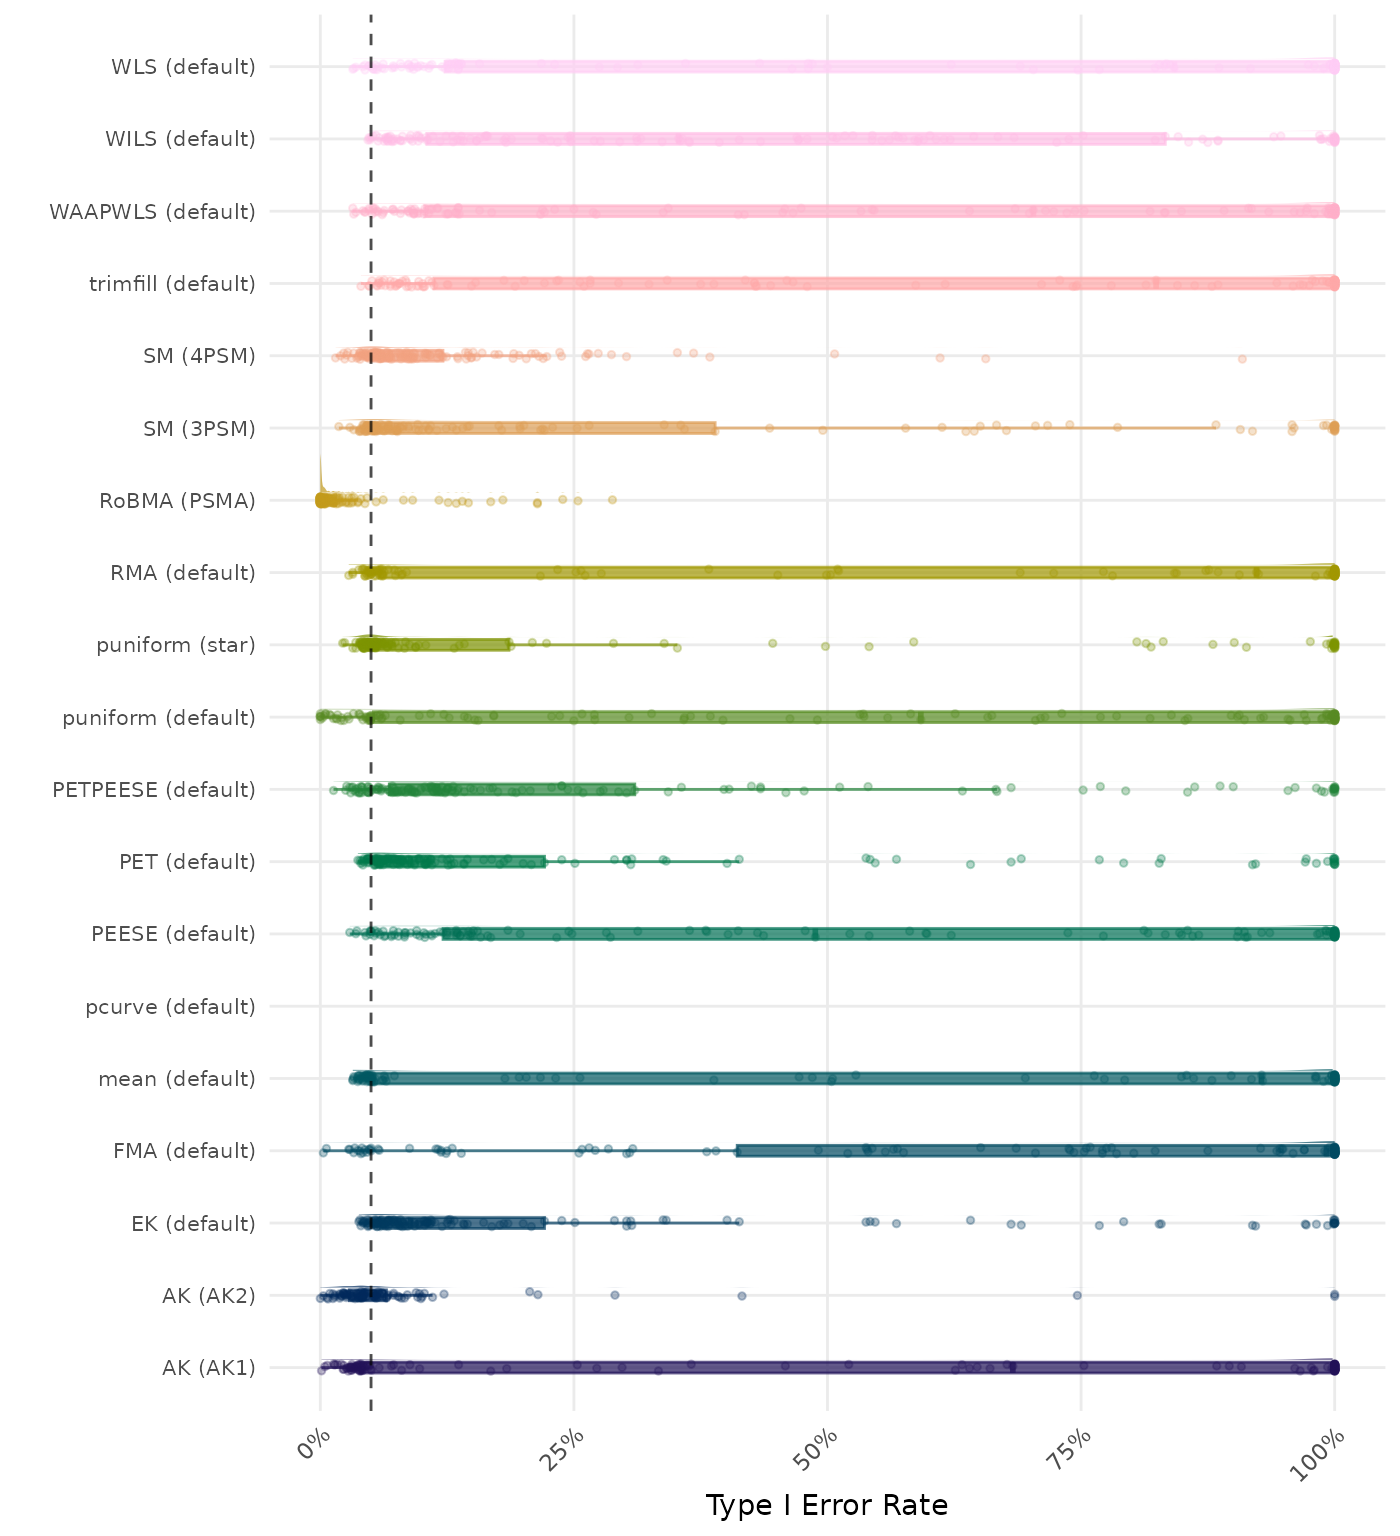 WLS (default)
WILS (default)
WAAPWLS (default)
trimfill (default)
SM (4PSM)
SM (3PSM)
RoBMA (PSMA)
RMA (default)
puniform (star)
puniform (default)
PETPEESE (default)
PET (default)
PEESE (default)
pcurve (default)
mean (default)
FMA (default)
EK (default)
AK (AK2)
AK (AK1)
0% 25% 50% 75% 100%
Type I Error Rate